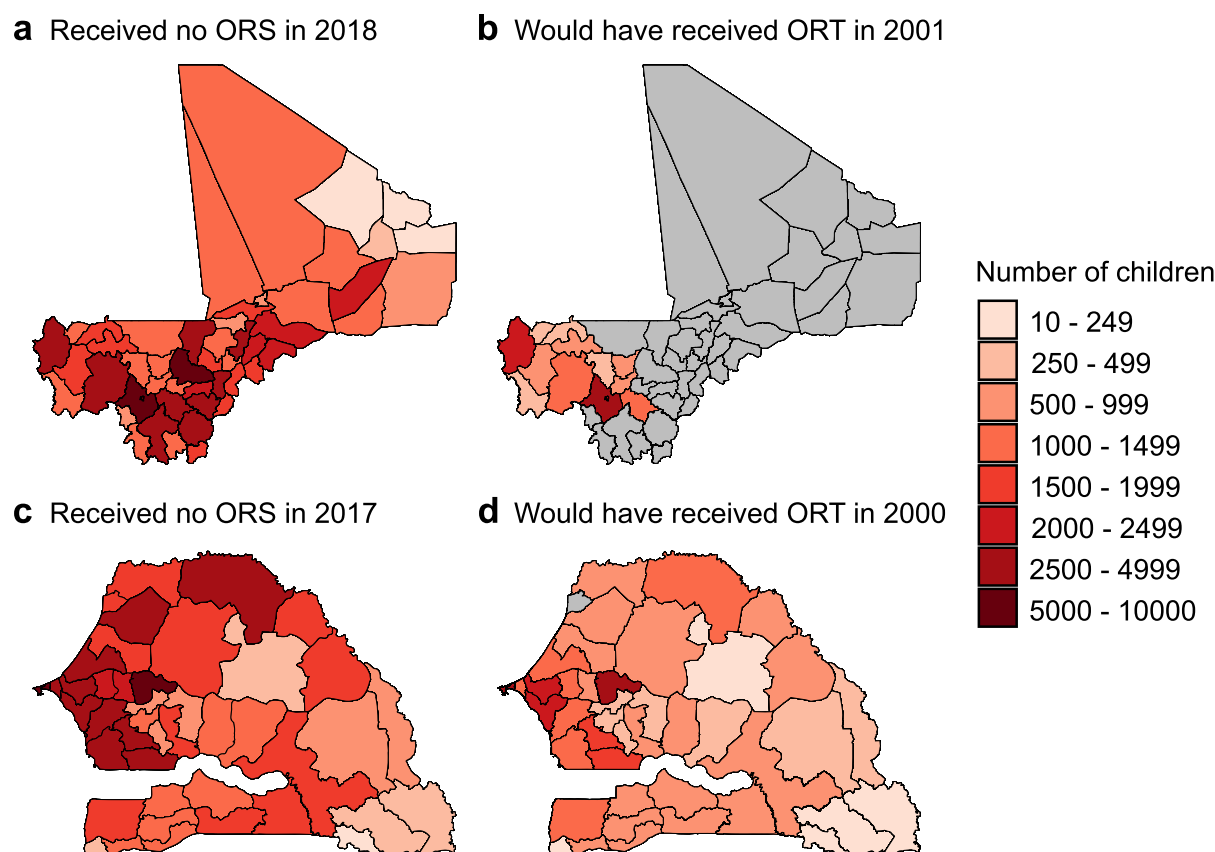 a Received no ORS in 2018
b Would have received ORT in 2001
Number of children
10 - 249
250 - 499
500 - 999
1000 - 1499
1500 - 1999
2000 - 2499
2500 - 4999
5000 - 10000
c Received no ORS in 2017
d Would have received ORT in 2000